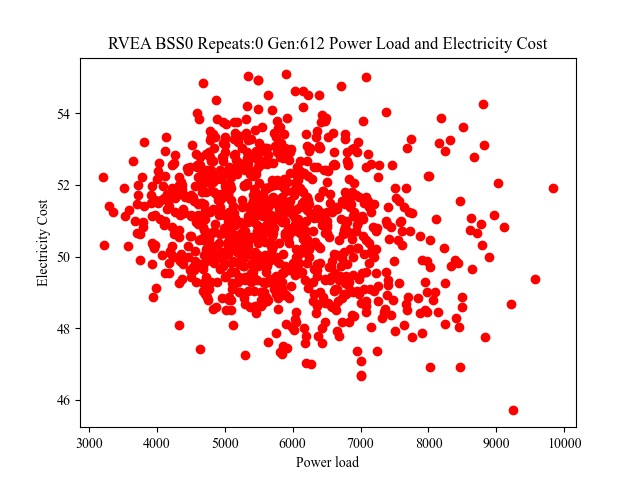 RVEA BSS0 Repeats:0 Gen:612 Power Load and Electricity Cost
54
52
50
48
46
Electricity Cost
3000 4000 5000 6000 7000 8000 9000 10000
Power load